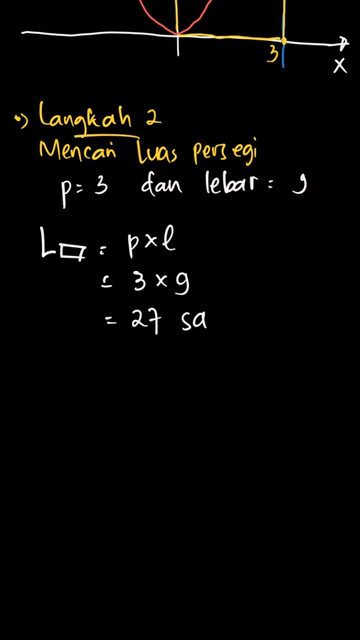 3
X
•) Langkah 2
Mencari luas persegi
p = 3 dan lebar = 9
L▭ = p × l
= 3 × 9
= 27 sa